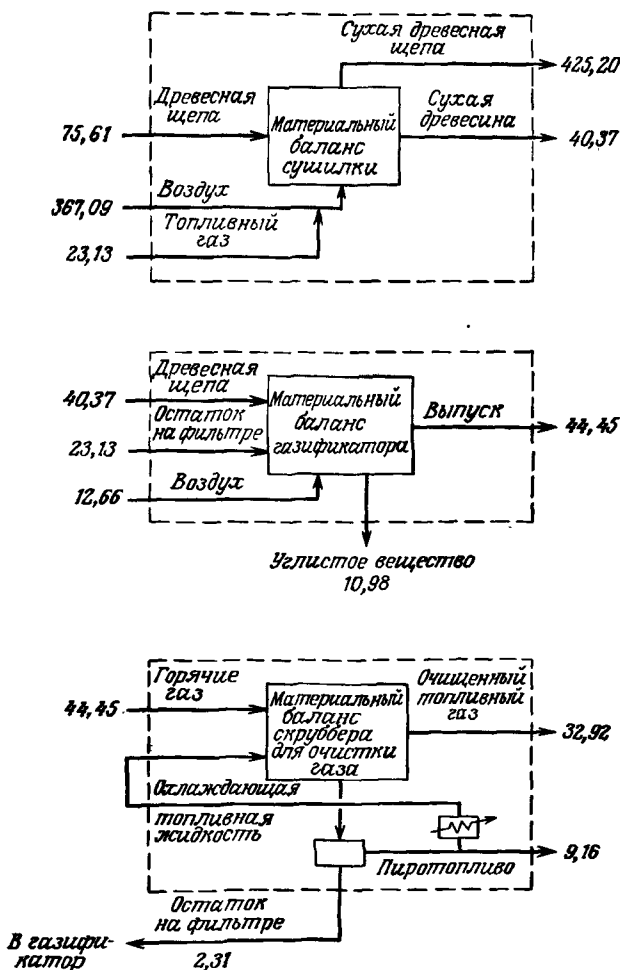 Сухая древесная
щепа
425,20
Древесная
щепа
75,61
Материальный
баланс
сушилки
Сухая
древесина
40,37
Воздух
367,09
Топливный
газ
23,13
Древесная
щепа
40,37
Остаток
на фильтре
23,13
Материальный
баланс
газификатора
Выпуск
44,45
Воздух
12,66
Углистое вещество
10,98
Горячие
газ
44,45
Материальный
баланс
скруббера
для очистки
газа
Очищенный
топливный
газ
32,92
Охлаждающая
топливная
жидкость
Пиротопливо
9,16
Остаток
на фильтре
В газифи-
катор
2,31